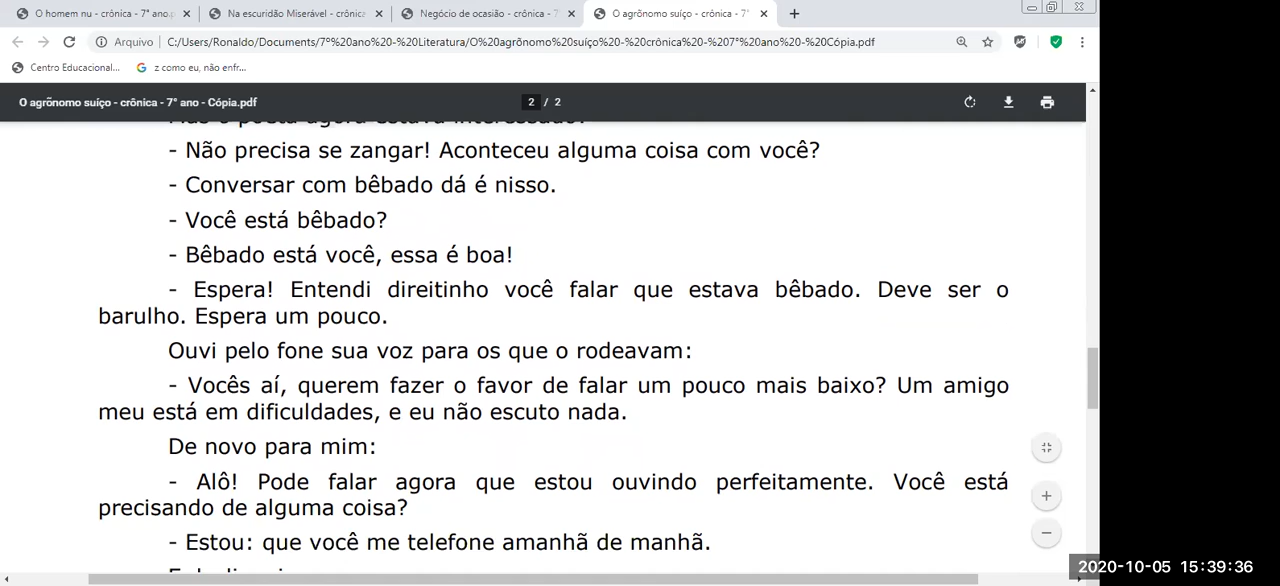 O homem nu - crônica - 7° ano.p
Na escuridão Miserável - crônica
Negócio de ocasião - crônica - 7
O agrônomo suíço - crônica - 7°
Arquivo
C:/Users/Ronaldo/Documents/7º%20ano%20-%20Literatura/O%20agrônomo%20suíço%20-%20crônica%20-%207°%20ano%20-%20Cópia.pdf
Centro Educacional...
z como eu, não enfr...
O agrônomo suíço - crônica - 7° ano - Cópia.pdf
2 / 2
- Não precisa se zangar! Aconteceu alguma coisa com você?
- Conversar com bêbado dá é nisso.
- Você está bêbado?
- Bêbado está você, essa é boa!
- Espera! Entendi direitinho você falar que estava bêbado. Deve ser o
barulho. Espera um pouco.
Ouvi pelo fone sua voz para os que o rodeavam:
- Vocês aí, querem fazer o favor de falar um pouco mais baixo? Um amigo
meu está em dificuldades, e eu não escuto nada.
De novo para mim:
- Alô! Pode falar agora que estou ouvindo perfeitamente. Você está
precisando de alguma coisa?
- Estou: que você me telefone amanhã de manhã.
2020-10-05 15:39:36